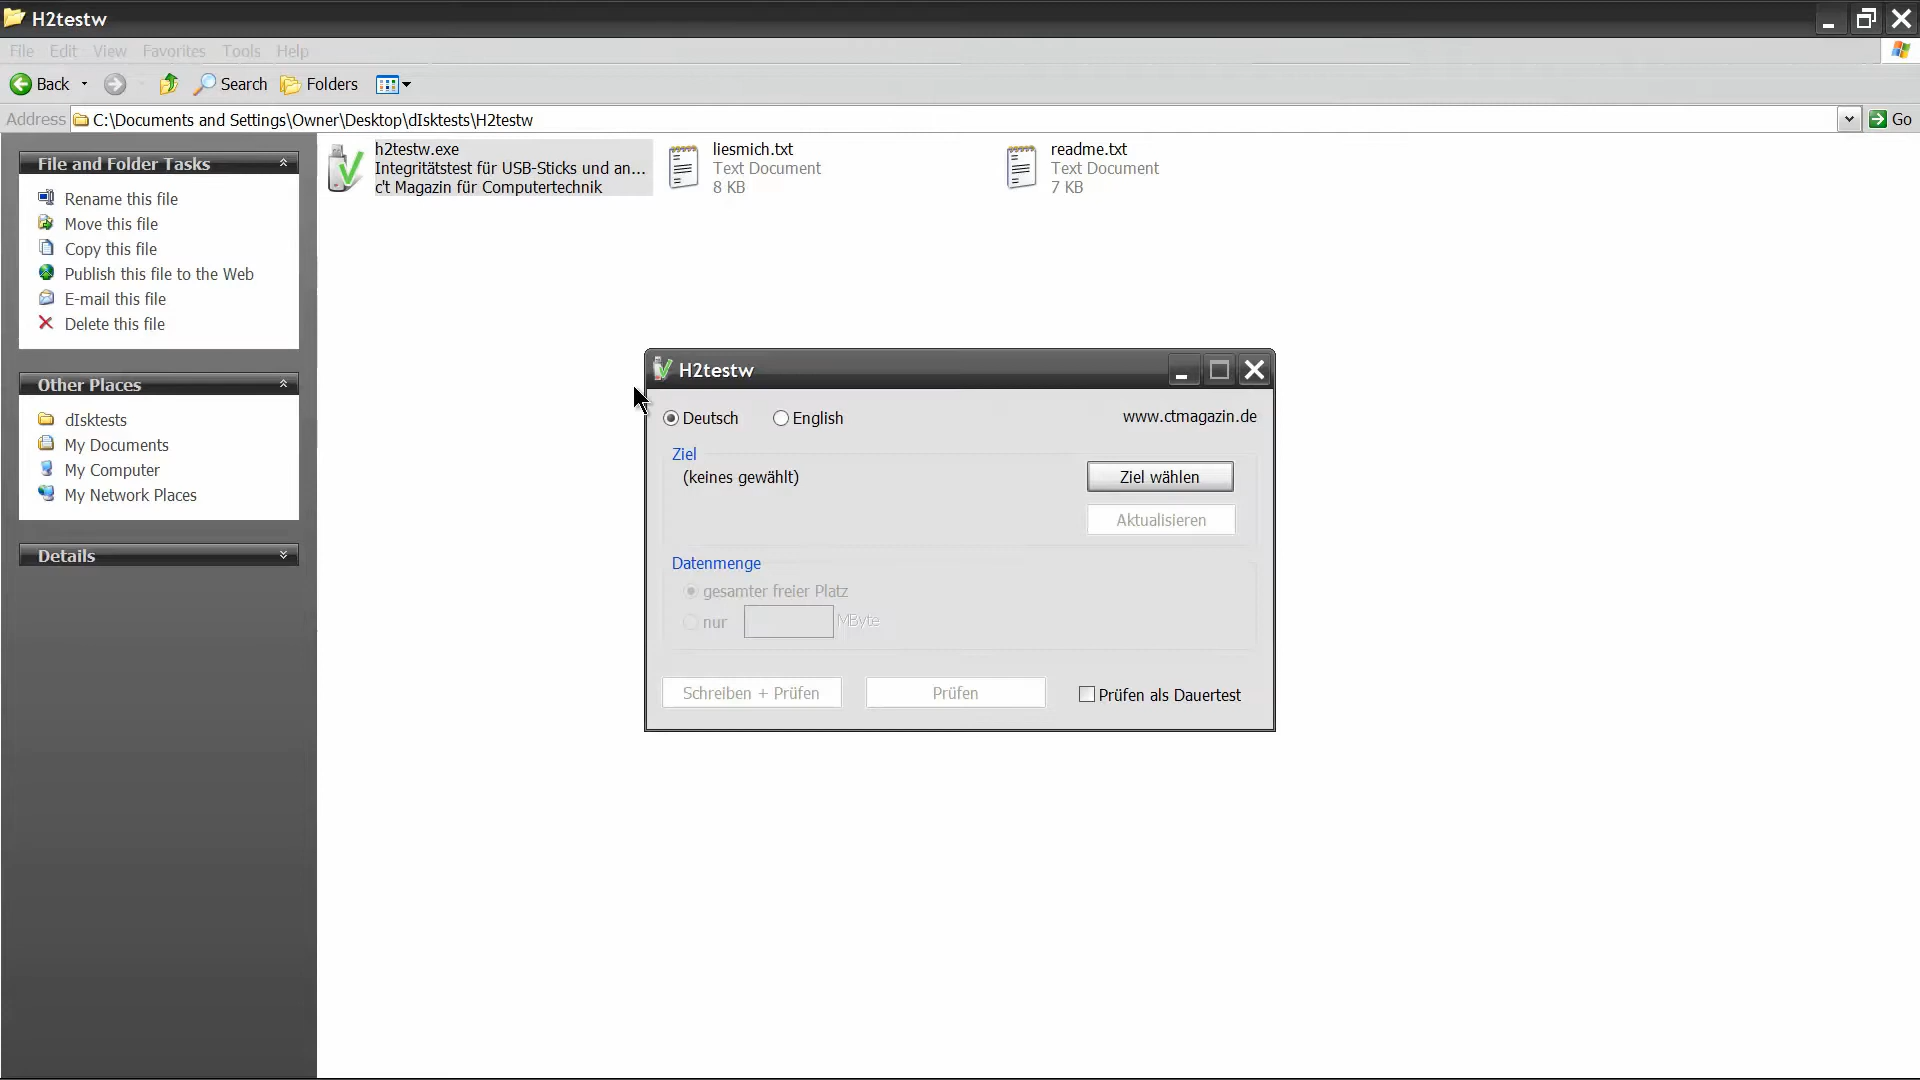 H2testw
File Edit View Favorites Tools Help
Back Search Folders
Address C:\Documents and Settings\Owner\Desktop\dIsktests\H2testw Go
File and Folder Tasks
Rename this file
Move this file
Copy this file
Publish this file to the Web
E-mail this file
Delete this file
Other Places
dIsktests
My Documents
My Computer
My Network Places
Details
h2testw.exe
Integritätstest für USB-Sticks und an...
c't Magazin für Computertechnik
liesmich.txt
Text Document
8 KB
readme.txt
Text Document
7 KB
H2testw
Deutsch English www.ctmagazin.de
Ziel
(keines gewählt) Ziel wählen
Aktualisieren
Datenmenge
gesamter freier Platz
nur MByte
Schreiben + Prüfen Prüfen Prüfen als Dauertest